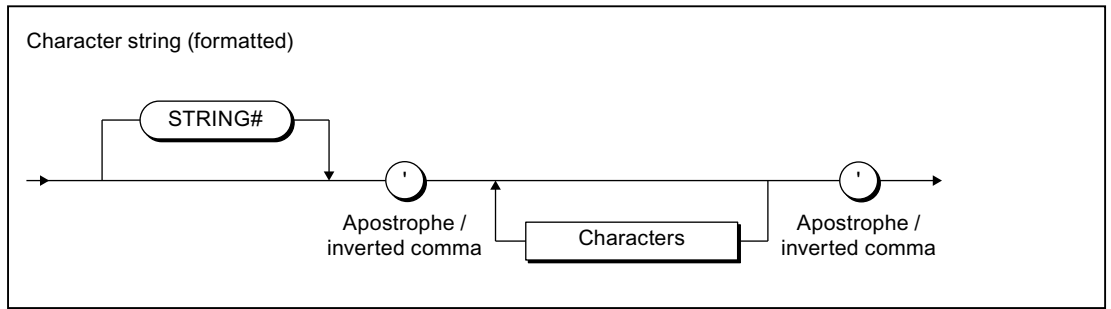 Character string (formatted)
STRING#
'
'
Apostrophe /
inverted comma
Characters
Apostrophe /
inverted comma